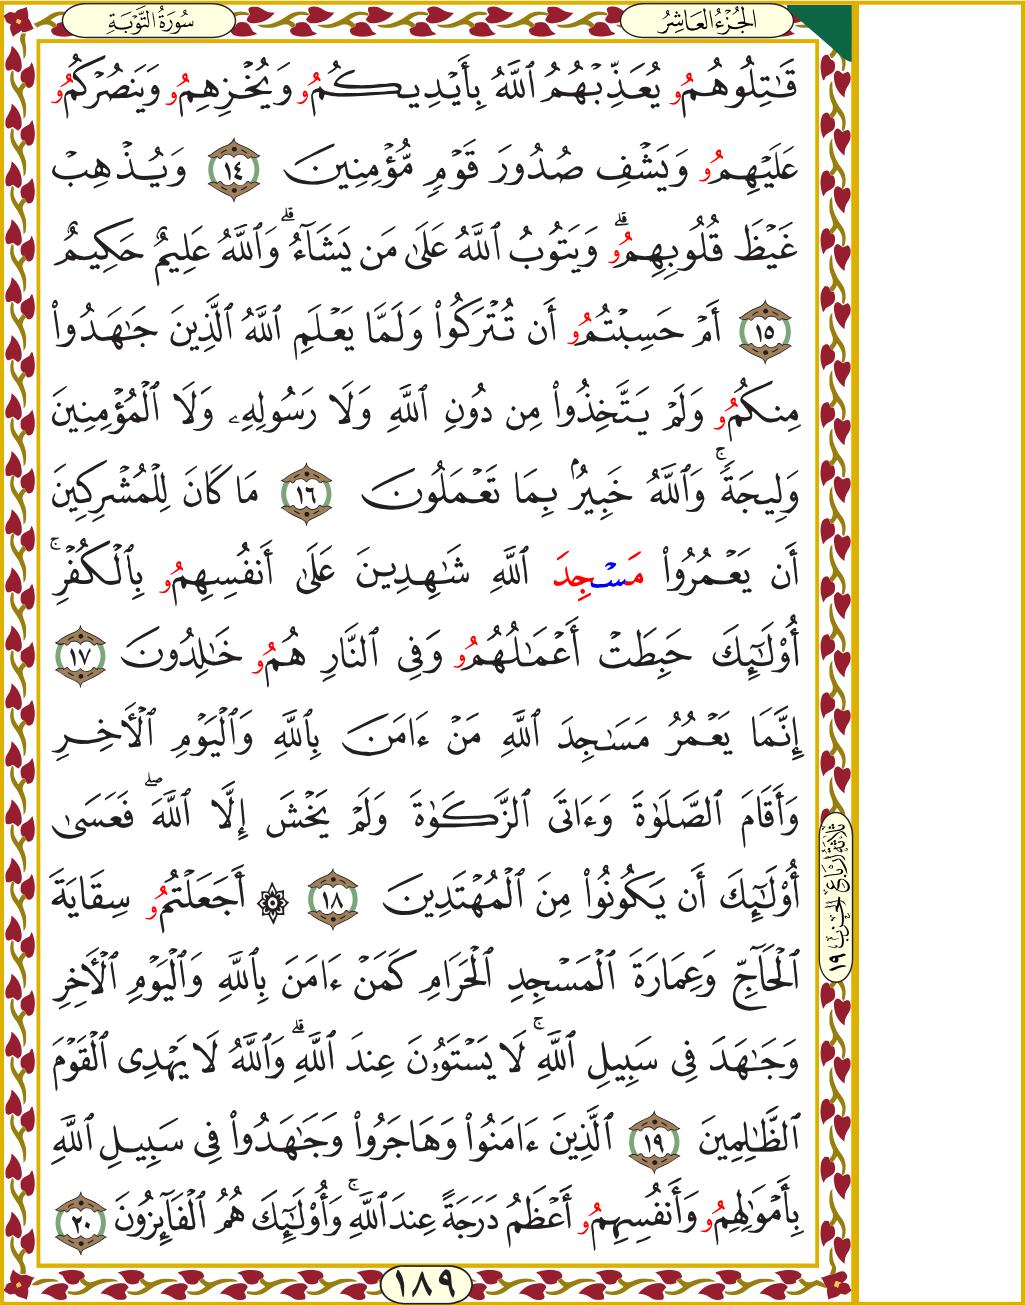 الجُزْءُ العَاشِرُ
سُورَةُ التَّوْبَةِ
قَٰتِلُوهُمُۥ يُعَذِّبْهُمُ ٱللَّهُ بِأَيْدِيكُمُۥ وَيُخْزِهِمُۥ وَيَنصُرْكُمُۥ
عَلَيْهِمُۥ وَيَشْفِ صُدُورَ قَوْمٍ مُّؤْمِنِينَ ١٤ وَيُذْهِبْ
غَيْظَ قُلُوبِهِمُۥ ۗ وَيَتُوبُ ٱللَّهُ عَلَىٰ مَن يَشَآءُ ۗ وَٱللَّهُ عَلِيمٌ حَكِيمٌ
١٥ أَمْ حَسِبْتُمُۥ أَن تُتْرَكُوا۟ وَلَمَّا يَعْلَمِ ٱللَّهُ ٱلَّذِينَ جَٰهَدُوا۟
مِنكُمُۥ وَلَمْ يَتَّخِذُوا۟ مِن دُونِ ٱللَّهِ وَلَا رَسُولِهِۦ وَلَا ٱلْمُؤْمِنِينَ
وَلِيجَةً ۚ وَٱللَّهُ خَبِيرٌۢ بِمَا تَعْمَلُونَ ١٦ مَا كَانَ لِلْمُشْرِكِينَ
أَن يَعْمُرُوا۟ مَسْجِدَ ٱللَّهِ شَٰهِدِينَ عَلَىٰٓ أَنفُسِهِمُۥ بِٱلْكُفْرِ ۚ
أُو۟لَٰٓئِكَ حَبِطَتْ أَعْمَٰلُهُمُۥ وَفِى ٱلنَّارِ هُمُۥ خَٰلِدُونَ ١٧
إِنَّمَا يَعْمُرُ مَسَٰجِدَ ٱللَّهِ مَنْ ءَامَنَ بِٱللَّهِ وَٱلْيَوْمِ ٱلْأَخِرِ
وَأَقَامَ ٱلصَّلَوٰةَ وَءَاتَى ٱلزَّكَوٰةَ وَلَمْ يَخْشَ إِلَّا ٱللَّهَ ۖ فَعَسَىٰٓ
أُو۟لَٰٓئِكَ أَن يَكُونُوا۟ مِنَ ٱلْمُهْتَدِينَ ١٨ ۞ أَجَعَلْتُمُۥ سِقَايَةَ
ٱلْحَآجِّ وَعِمَارَةَ ٱلْمَسْجِدِ ٱلْحَرَامِ كَمَنْ ءَامَنَ بِٱللَّهِ وَٱلْيَوْمِ ٱلْأَخِرِ
وَجَٰهَدَ فِى سَبِيلِ ٱللَّهِ ۚ لَا يَسْتَوُۥنَ عِندَ ٱللَّهِ ۗ وَٱللَّهُ لَا يَهْدِى ٱلْقَوْمَ
ٱلظَّٰلِمِينَ ١٩ ٱلَّذِينَ ءَامَنُوا۟ وَهَاجَرُوا۟ وَجَٰهَدُوا۟ فِى سَبِيلِ ٱللَّهِ
بِأَمْوَٰلِهِمُۥ وَأَنفُسِهِمُۥ أَعْظَمُ دَرَجَةً عِندَ ٱللَّهِ ۚ وَأُو۟لَٰٓئِكَ هُمُ ٱلْفَآئِزُونَ ٢٠
ثلاثة أرباع الحزب ١٩
١٨٩